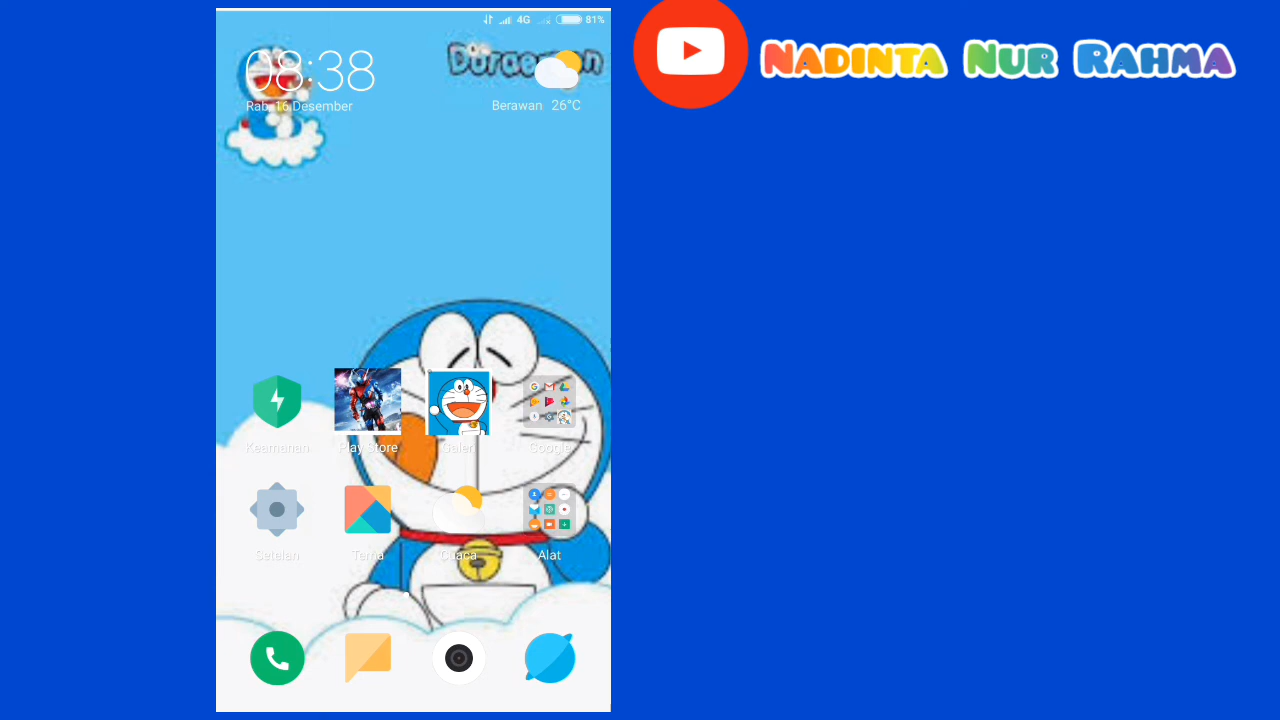 4G 81%
Nadinta Nur Rahma
08:38
Doraemon
Rab, 16 Desember
Berawan 26°C
Keamanan Play Store Galeri Google
Setelan Tema Cuaca Alat